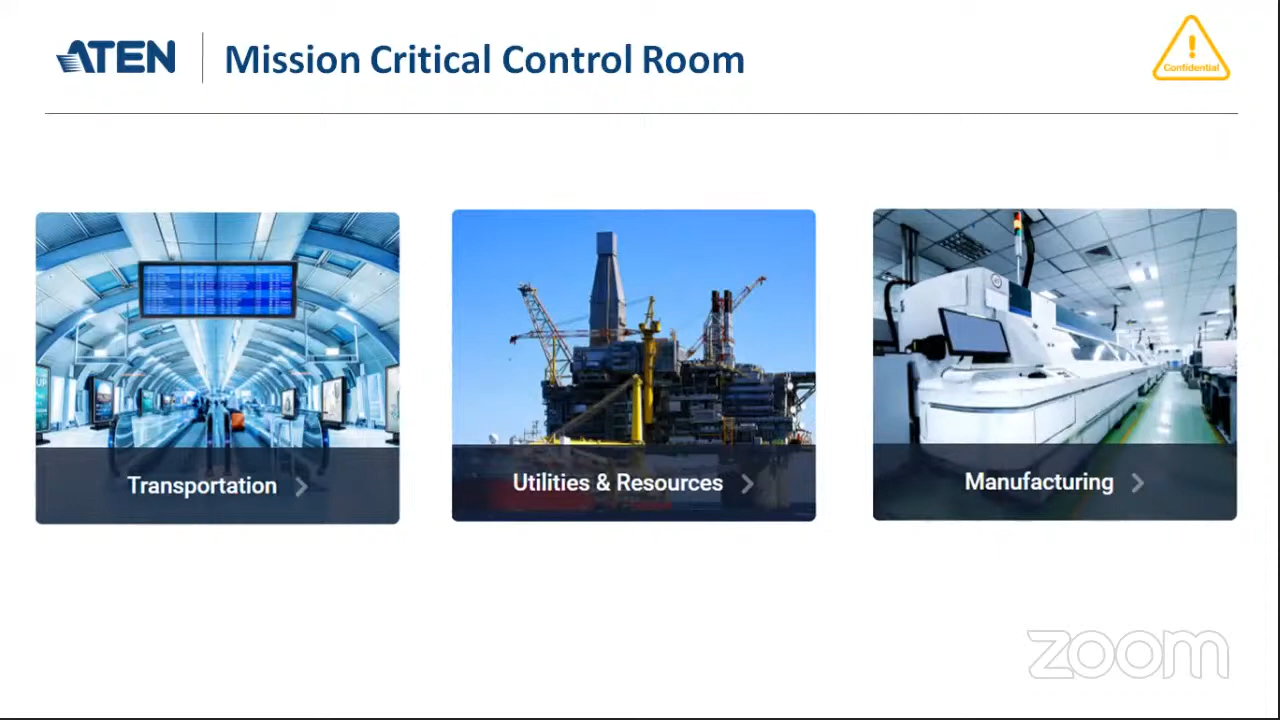 ATEN
Mission Critical Control Room
Confidential
Transportation
Utilities & Resources
Manufacturing
zoom